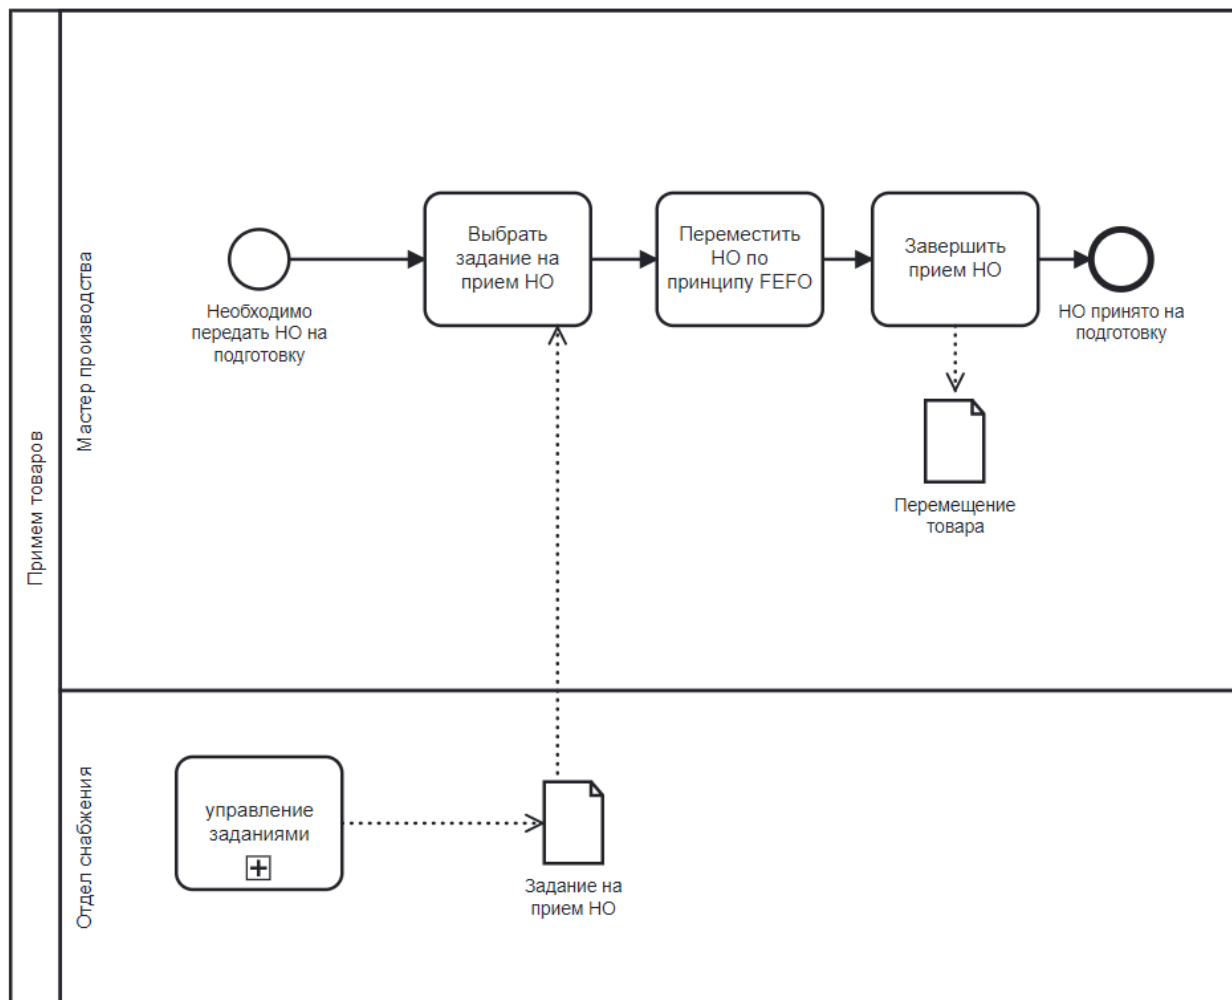 Примем товаров
Мастер производства
Необходимо
передать НО на
подготовку
Выбрать
задание на
прием НО
Переместить
НО по
принципу FEFO
Завершить
прием НО
НО принято на
подготовку
Перемещение
товара
Отдел снабжения
управление
заданиями
Задание на
прием НО